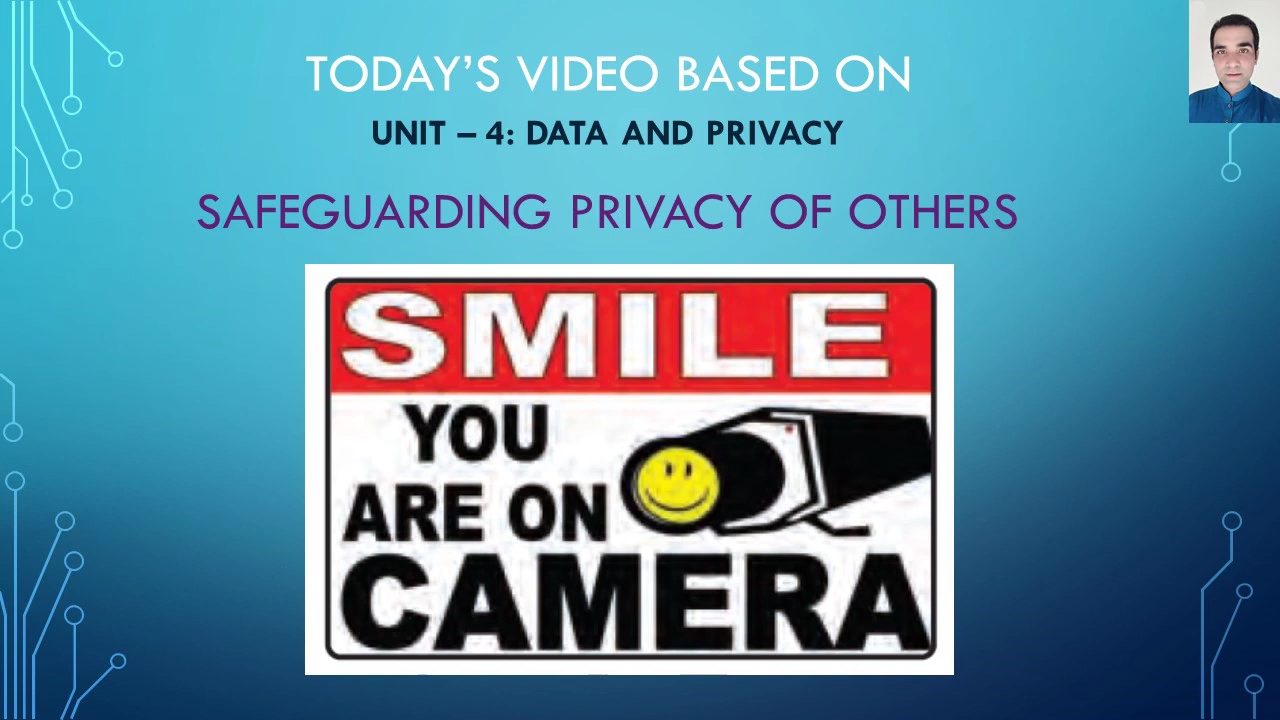 TODAY'S VIDEO BASED ON
UNIT – 4: DATA AND PRIVACY
SAFEGUARDING PRIVACY OF OTHERS
SMILE
YOU
ARE ON
CAMERA